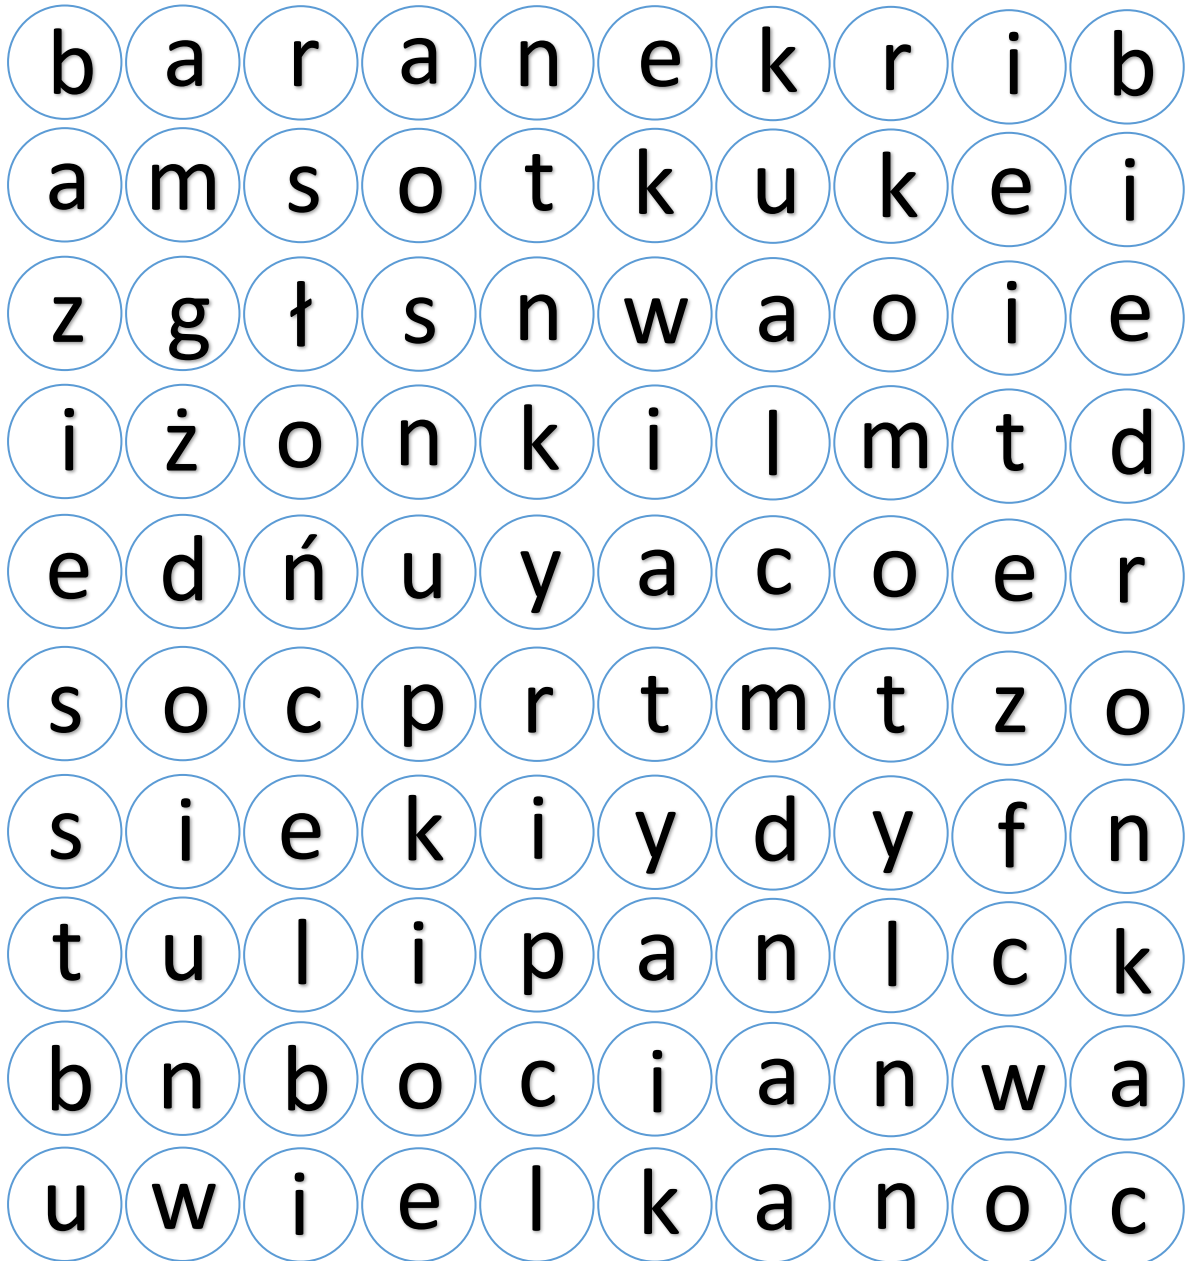 b a r a n e k r i b
a m s o t k u k e i
z g ł s n w a o i e
i ż o n k i l m t d
e d ń u y a c o e r
s o c p r t m t z o
s i e k i y d y f n
t u l i p a n l c k
b n b o c i a n w a
u w i e l k a n o c